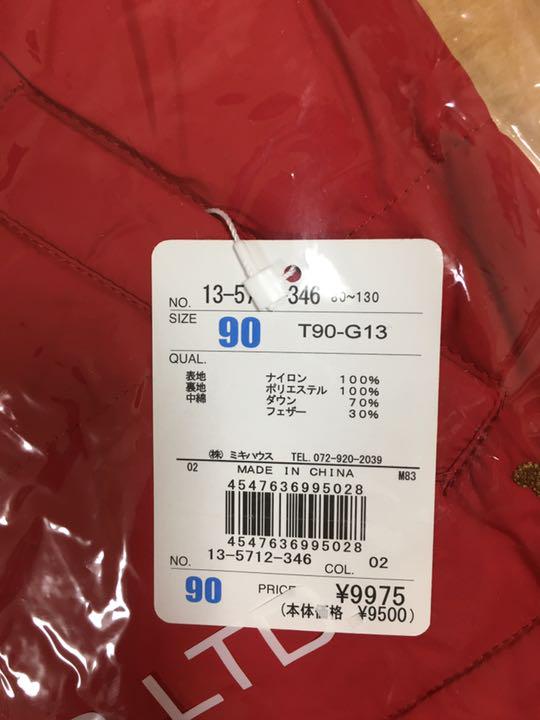 NO. 13-5712-346 80~130
SIZE 90 T90-G13
QUAL.
表地 ナイロン 100%
裏地 ポリエステル 100%
中綿 ダウン 70%
フェザー 30%
(株) ミキハウス TEL.072-920-2039
02 MADE IN CHINA M83
4547636995028
4547636995028
NO. 13-5712-346 COL. 02
90 PRICE ¥9975
(本体価格 ¥9500)
LTD